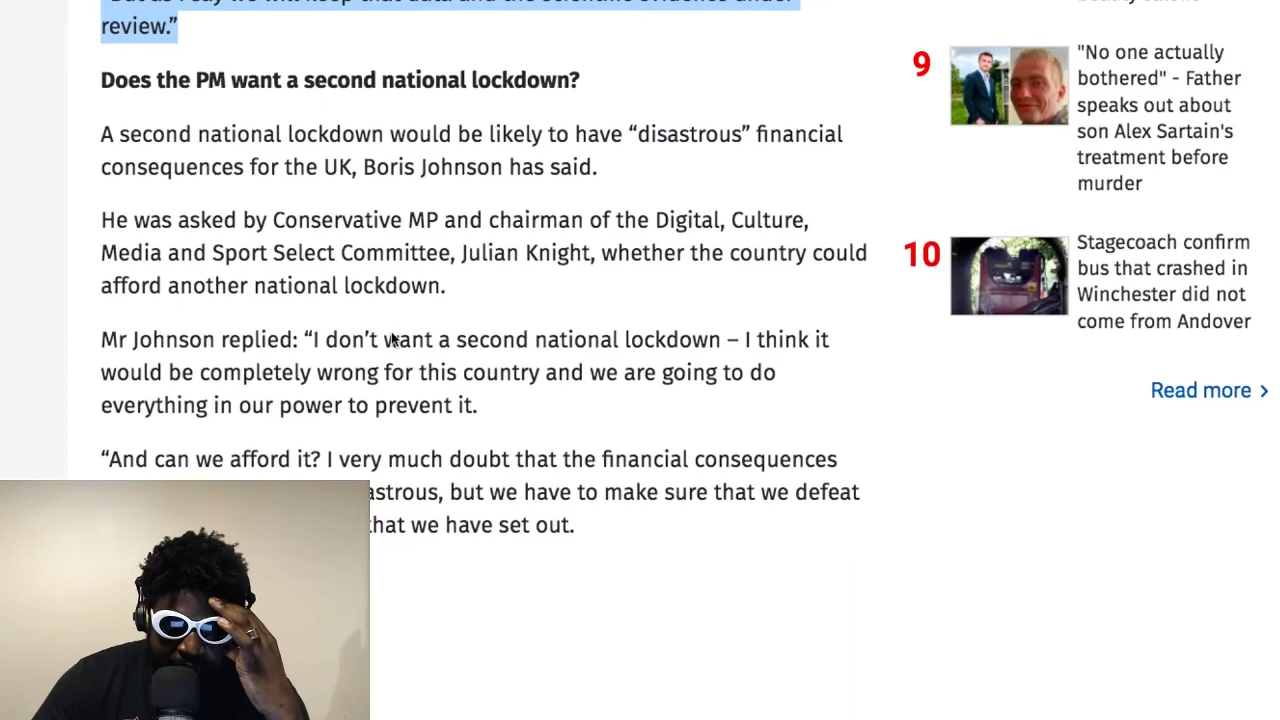 review.”
Does the PM want a second national lockdown?
A second national lockdown would be likely to have “disastrous” financial
consequences for the UK, Boris Johnson has said.
He was asked by Conservative MP and chairman of the Digital, Culture,
Media and Sport Select Committee, Julian Knight, whether the country could
afford another national lockdown.
Mr Johnson replied: “I don’t want a second national lockdown – I think it
would be completely wrong for this country and we are going to do
everything in our power to prevent it.
“And can we afford it? I very much doubt that the financial consequences
astrous, but we have to make sure that we defeat
that we have set out.
9
"No one actually
bothered" - Father
speaks out about
son Alex Sartain's
treatment before
murder
10
Stagecoach confirm
bus that crashed in
Winchester did not
come from Andover
Read more ›